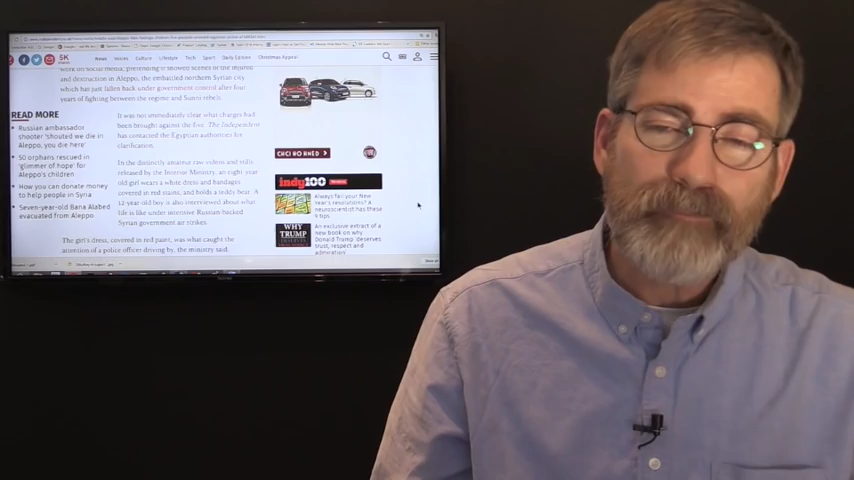 5K
News Voices Culture Lifestyle Tech Sport Daily Edition Christmas Appeal
work on social media, pretending it showed scenes of the injured
and destruction in Aleppo, the embattled northern Syrian city
which has just fallen back under government control after four
years of fighting between the regime and Sunni rebels.
READ MORE
Russian ambassador
shooter 'shouted we die in
Aleppo, you die here'
50 orphans rescued in
'glimmer of hope' for
Aleppo's children
How you can donate money
to help people in Syria
Seven-year-old Bana Alabed
evacuated from Aleppo
It was not immediately clear what charges had
been brought against the five. The Independent
has contacted the Egyptian authorities for
clarification.
In the distinctly amateur raw videos and stills
released by the Interior Ministry, an eight-year
old girl wears a white dress and bandages
covered in red stains, and holds a teddy bear. A
12-year-old boy is also interviewed about what
life is like under intensive Russian-backed
Syrian government air strikes.
The girl's dress, covered in red paint, was what caught the
attention of a police officer driving by, the ministry said.
indy100
Always fail your New
Year's resolutions? A
neuroscientist has these
9 tips
WHY
TRUMP
DESERVES
An exclusive extract of a
new book on why
Donald Trump 'deserves
trust, respect and
admiration'